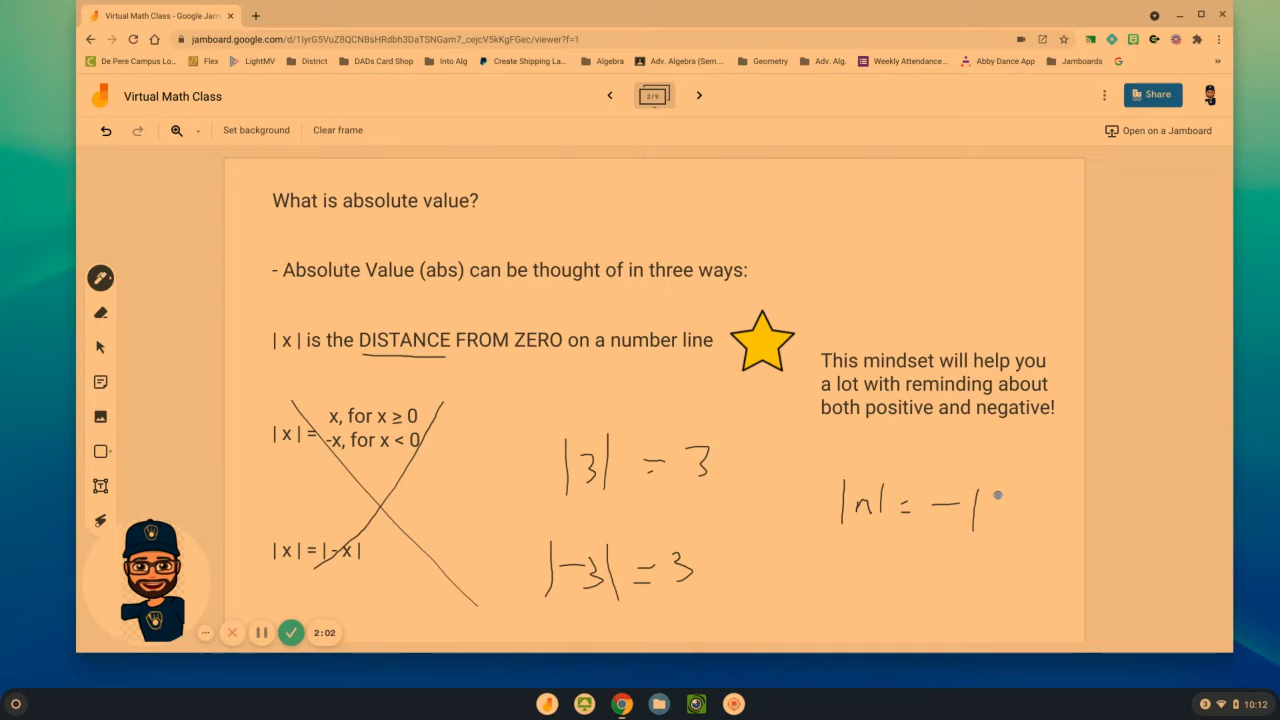 Virtual Math Class - Google Jam
jamboard.google.com/d/1IyrG5VuZ8QCNBsHRdbh3DaTSNGarn7_cejcV5kKgFGec/viewer?f=1
De Pere Campus Lo... Flex LightMV District DADs Card Shop Into Alg Create Shipping La... Algebra Adv. Algebra (Sem... Geometry Adv. Alg. Weekly Attendance... Abby Dance App Jamboards »
Virtual Math Class
2/9
Share
Set background Clear frame
Open on a Jamboard
What is absolute value?
- Absolute Value (abs) can be thought of in three ways:
| x | is the DISTANCE FROM ZERO on a number line
This mindset will help you
a lot with reminding about
both positive and negative!
x, for x ≥ 0
| x | =
-x, for x < 0
|3| = 3
|n| = -1
| x | = | - x |
|-3| = 3
2:02
3 10:12